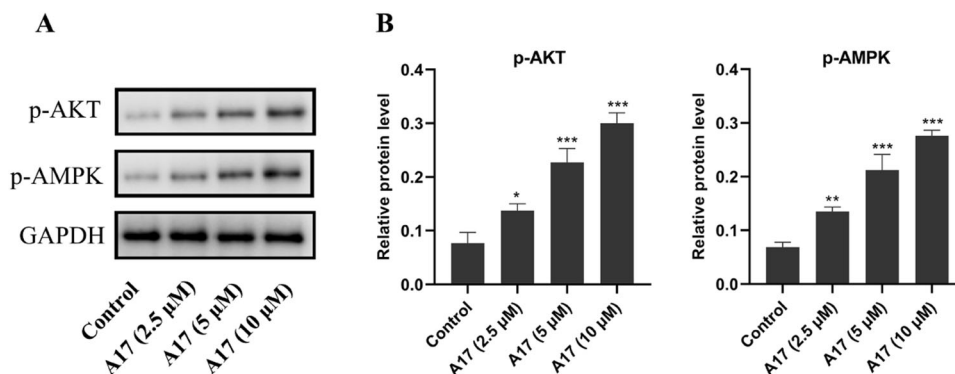 A
p-AKT
p-AMPK
GAPDH
Control
A17 (2.5 µM)
A17 (5 µM)
A17 (10 µM)
B
p-AKT
Relative protein level
0.4
0.3
0.2
0.1
0.0
*
***
***
Control
A17 (2.5 µM)
A17 (5 µM)
A17 (10 µM)
p-AMPK
Relative protein level
0.4
0.3
0.2
0.1
0.0
**
***
***
Control
A17 (2.5 µM)
A17 (5 µM)
A17 (10 µM)